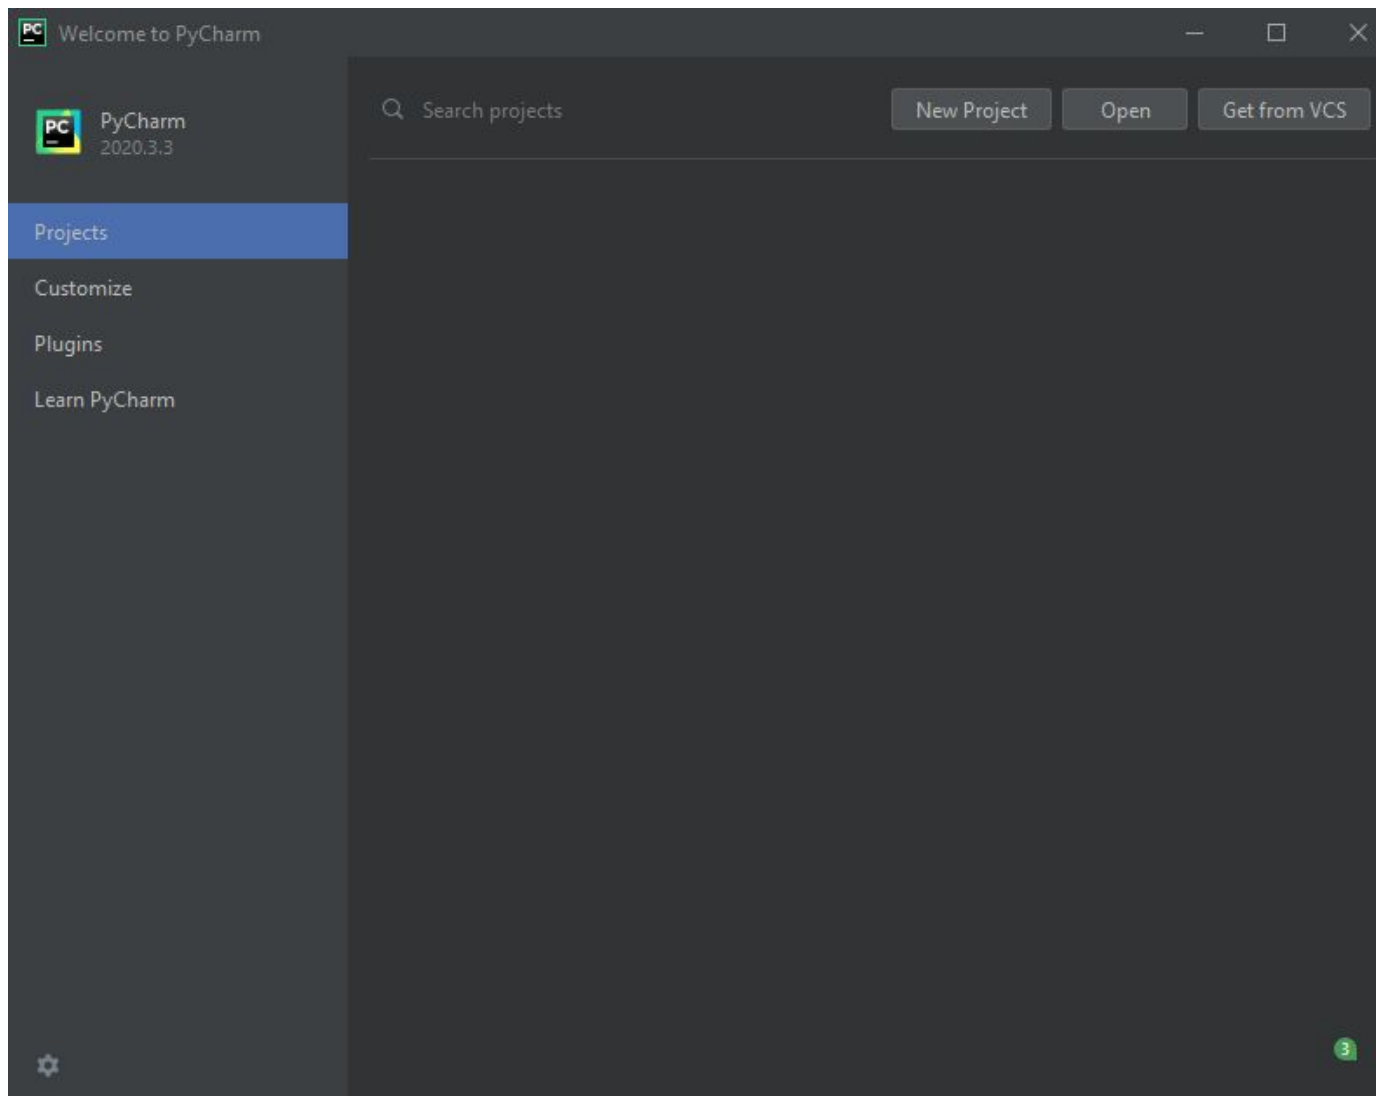 PC Welcome to PyCharm
PC PyCharm
2020.3.3
Search projects
New Project
Open
Get from VCS
Projects
Customize
Plugins
Learn PyCharm
3